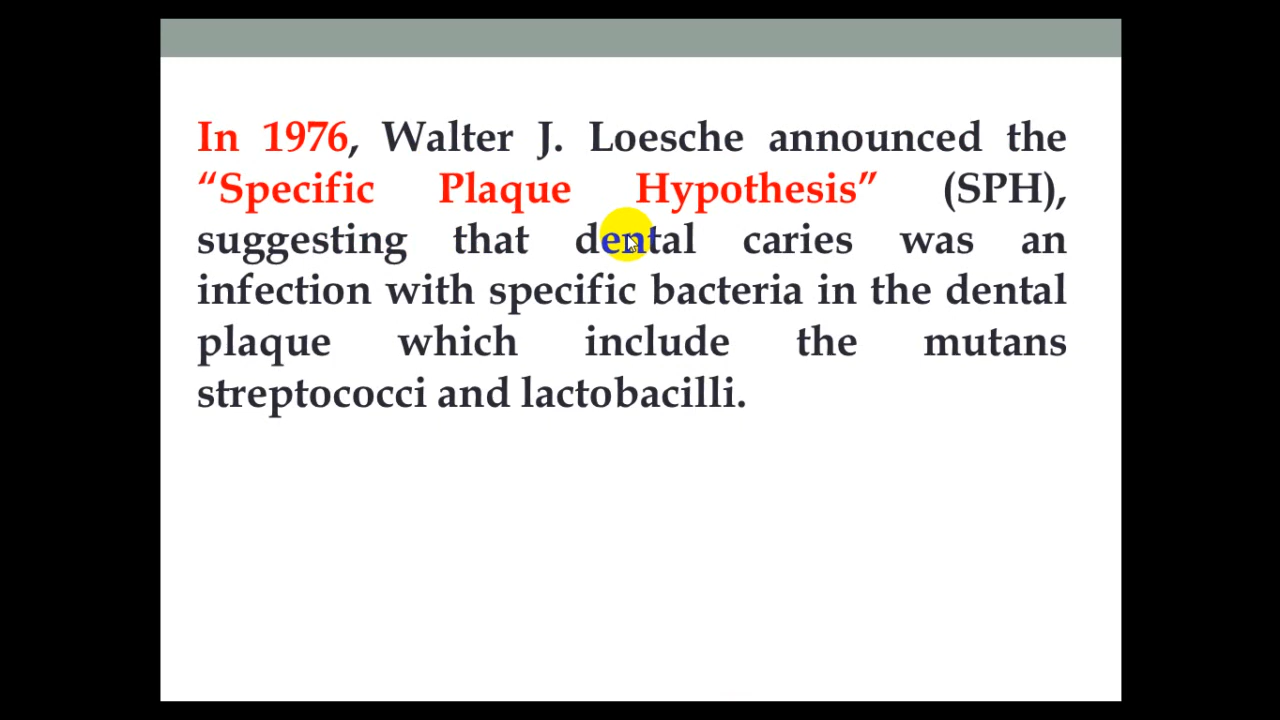 In 1976, Walter J. Loesche announced the
“Specific Plaque Hypothesis” (SPH),
suggesting that dental caries was an
infection with specific bacteria in the dental
plaque which include the mutans
streptococci and lactobacilli.